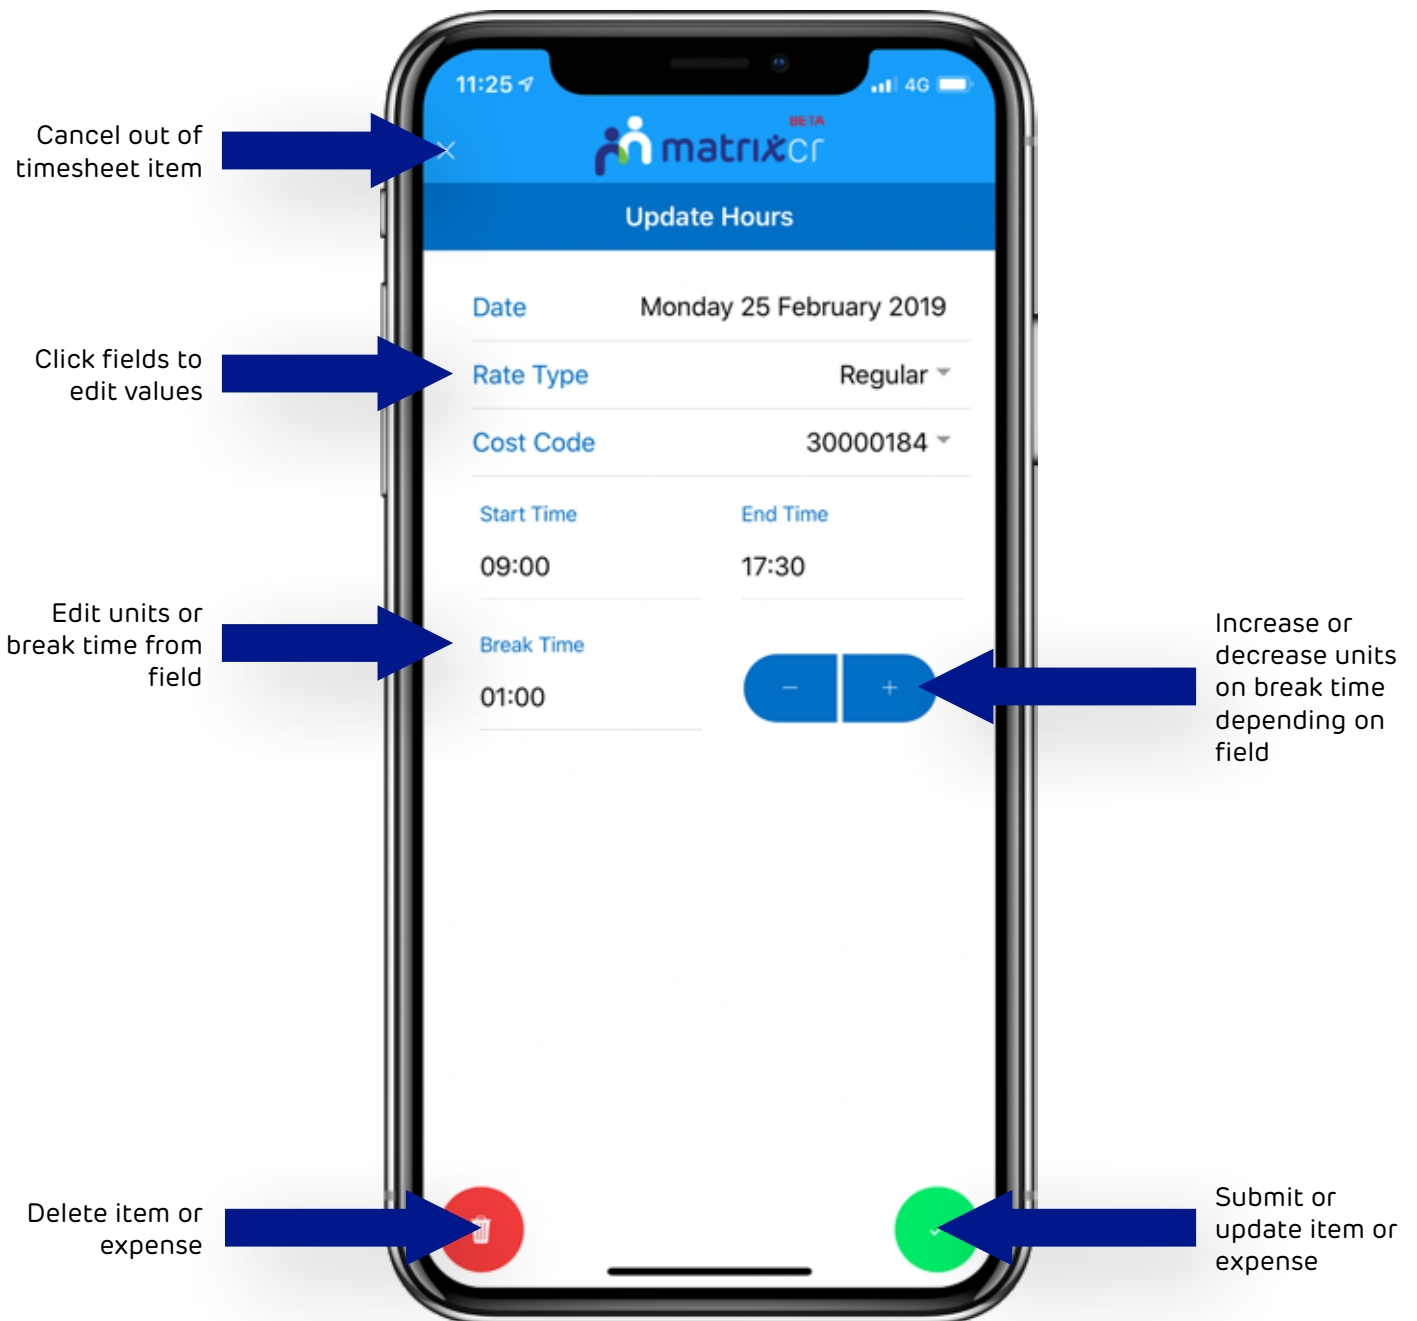 11:25
4G
BETA
matrixcr
Update Hours
Cancel out of
timesheet item
Date
Monday 25 February 2019
Click fields to
edit values
Rate Type
Regular
Cost Code
30000184
Start Time
End Time
09:00
17:30
Edit units or
break time from
field
Break Time
01:00
−
+
Increase or
decrease units
on break time
depending on
field
Delete item or
expense
Submit or
update item or
expense